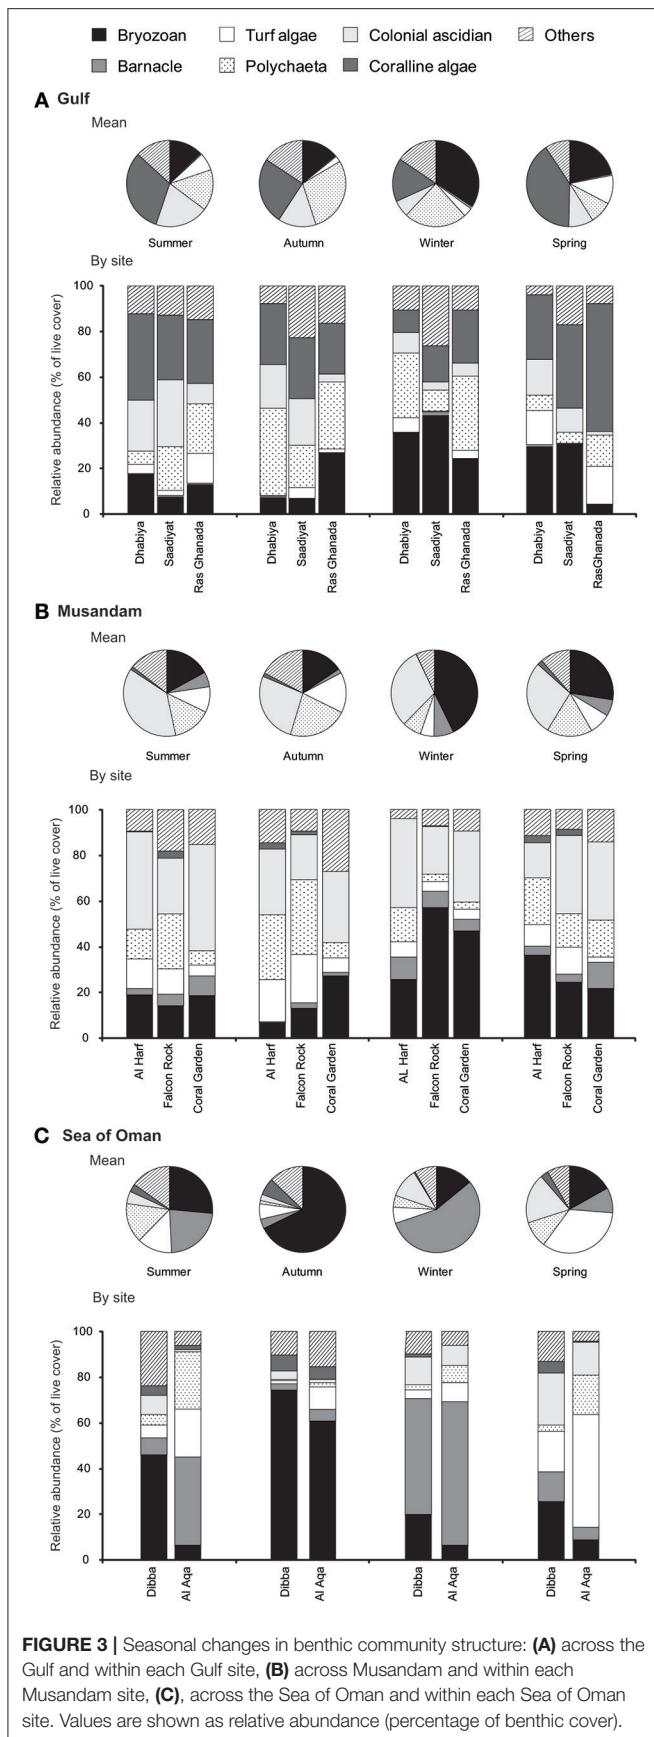 Bryozoan Turf algae Colonial ascidian Others
Barnacle Polychaeta Coralline algae
A Gulf
Mean
Summer Autumn Winter Spring
By site
Relative abundance (% of live cover)
100
80
60
40
20
0
Dhabiya Saadiyat Ras Ghanada Dhabiya Saadiyat Ras Ghanada Dhabiya Saadiyat Ras Ghanada Dhabiya Saadiyat RasGhanada
B Musandam
Mean
Summer Autumn Winter Spring
By site
Relative abundance (% of live cover)
100
80
60
40
20
0
Al Harf Falcon Rock Coral Garden Al Harf Falcon Rock Coral Garden AL Harf Falcon Rock Coral Garden Al Harf Falcon Rock Coral Garden
C Sea of Oman
Mean
Summer Autumn Winter Spring
By site
Relative abundance (% of live cover)
100
80
60
40
20
0
Dibba Al Aqa Dibba Al Aqa Dibba Al Aqa Dibba Al Aqa
FIGURE 3 | Seasonal changes in benthic community structure: (A) across the
Gulf and within each Gulf site, (B) across Musandam and within each
Musandam site, (C), across the Sea of Oman and within each Sea of Oman
site. Values are shown as relative abundance (percentage of benthic cover).